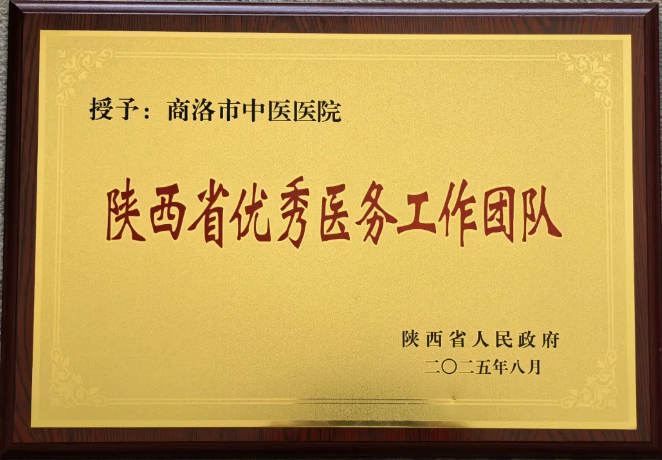 授予：商洛市中医医院
陕西省优秀医务工作团队
陕西省人民政府
二〇二五年八月